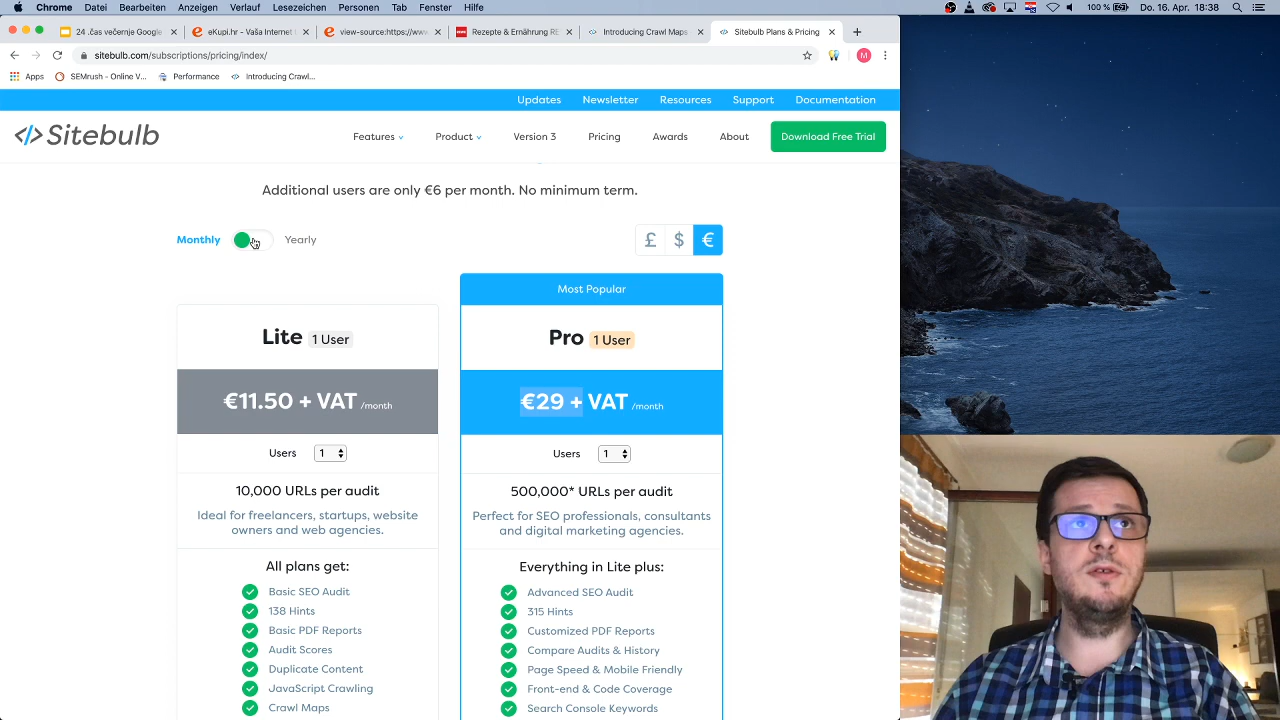 Chrome Datei Bearbeiten Anzeigen Verlauf Lesezeichen Personen Tab Fenster Hilfe
100 % Do. 16. Apr. 18:38
24 .čas večernje Google
eKupi.hr - Vaša Internet
view-source:https://www.
Rezepte & Ernährung
Introducing Crawl Maps
Sitebulb Plans & Pricing
sitebulb.com/subscriptions/pricing/index/
M
Apps SEMrush - Online V... Performance Introducing Crawl...
Updates Newsletter Resources Support Documentation
</> Sitebulb
Features Product Version 3 Pricing Awards About Download Free Trial
Additional users are only €6 per month. No minimum term.
Monthly Yearly
£ $ €
Most Popular
Lite 1 User
€11.50 + VAT /month
Users 1
10,000 URLs per audit
Ideal for freelancers, startups, website
owners and web agencies.
All plans get:
Basic SEO Audit
138 Hints
Basic PDF Reports
Audit Scores
Duplicate Content
JavaScript Crawling
Crawl Maps
Pro 1 User
€29 + VAT /month
Users 1
500,000* URLs per audit
Perfect for SEO professionals, consultants
and digital marketing agencies.
Everything in Lite plus:
Advanced SEO Audit
315 Hints
Customized PDF Reports
Compare Audits & History
Page Speed & Mobile Friendly
Front-end & Code Coverage
Search Console Keywords